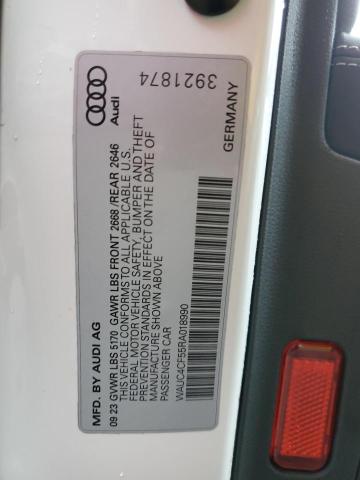 Audi
3921874
GERMANY
MFD. BY AUDI AG
09 23 GVWR LBS 5170 GAWR LBS FRONT 2668 /REAR 2646
THIS VEHICLE CONFORMS TO ALL APPLICABLE U.S.
FEDERAL MOTOR VEHICLE SAFETY, BUMPER AND THEFT
PREVENTION STANDARDS IN EFFECT ON THE DATE OF
MANUFACTURE SHOWN ABOVE
PASSENGER CAR
WAUC4CF55RA018990